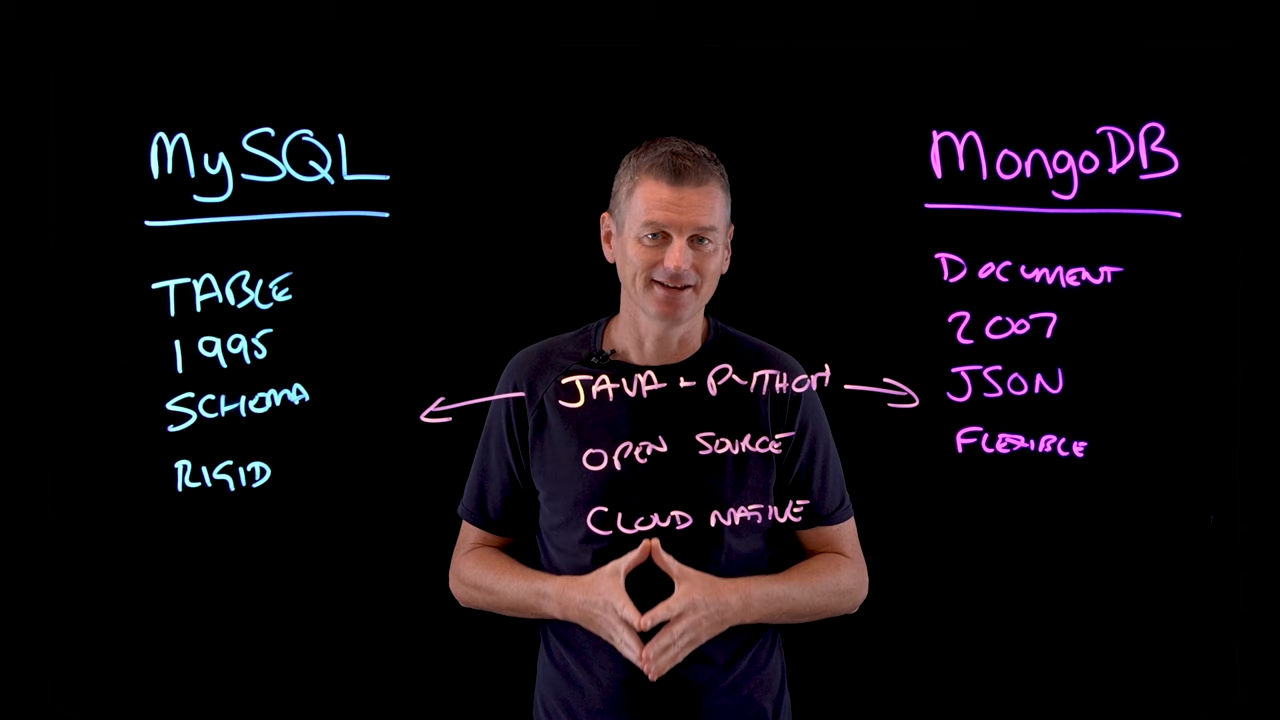 MySQL
TABLE
1995
SCHEMA
RIGID
JAVA + PYTHON
OPEN SOURCE
CLOUD NATIVE
MongoDB
DOCUMENT
2007
JSON
FLEXIBLE